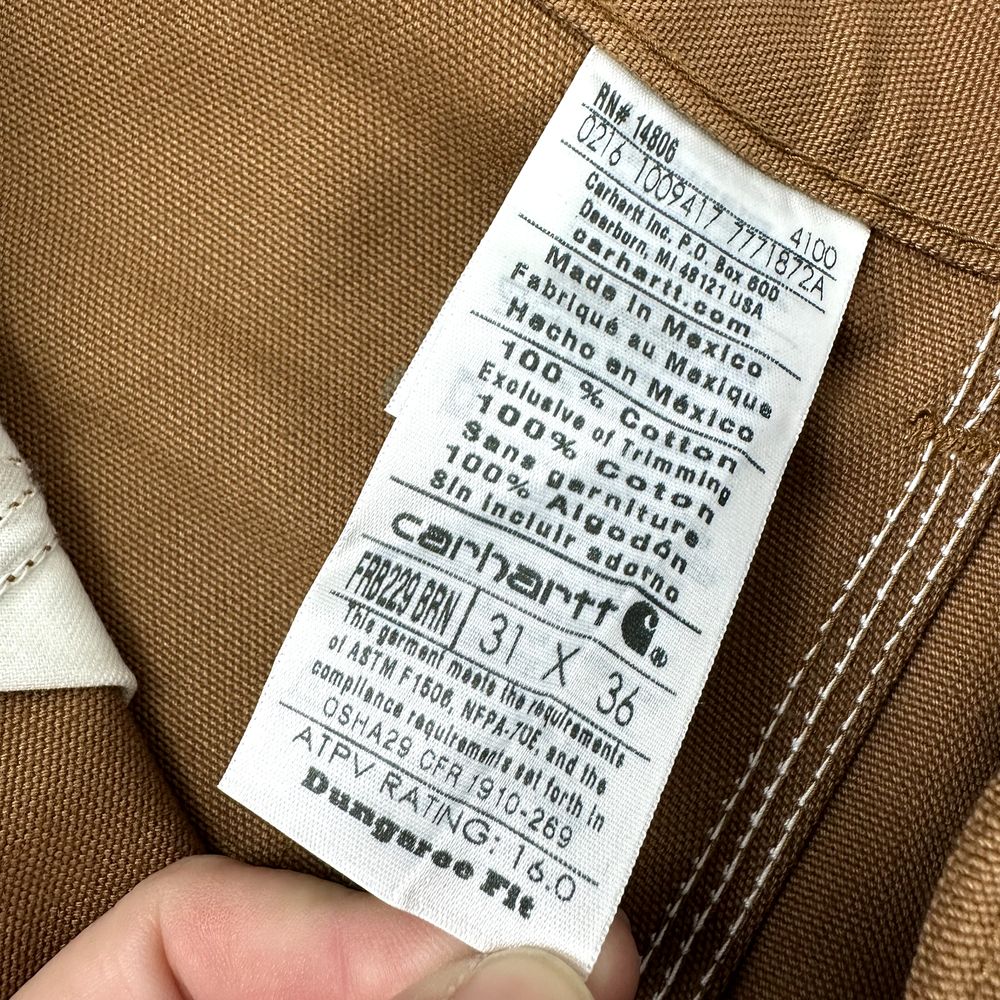 RN# 14806
4100
0216 1009417 7771872A
Carhartt Inc. P.O. Box 600
Dearborn, MI 48121 USA
carhartt.com
Made in Mexico
Fabriqué au Mexique
Hecho en México
100 % Cotton
Exclusive of Trimming
100% Coton
Sans garniture
100% Algodón
Sin incluir adorno
carhartt®
FRB229 BRN 31 X 36
This garment meets the requirements
of ASTM F1506, NFPA-70E, and the
compliance requirements set forth in
OSHA29 CFR 1910-269
ATPV RATING: 16.0
Dungaree Fit